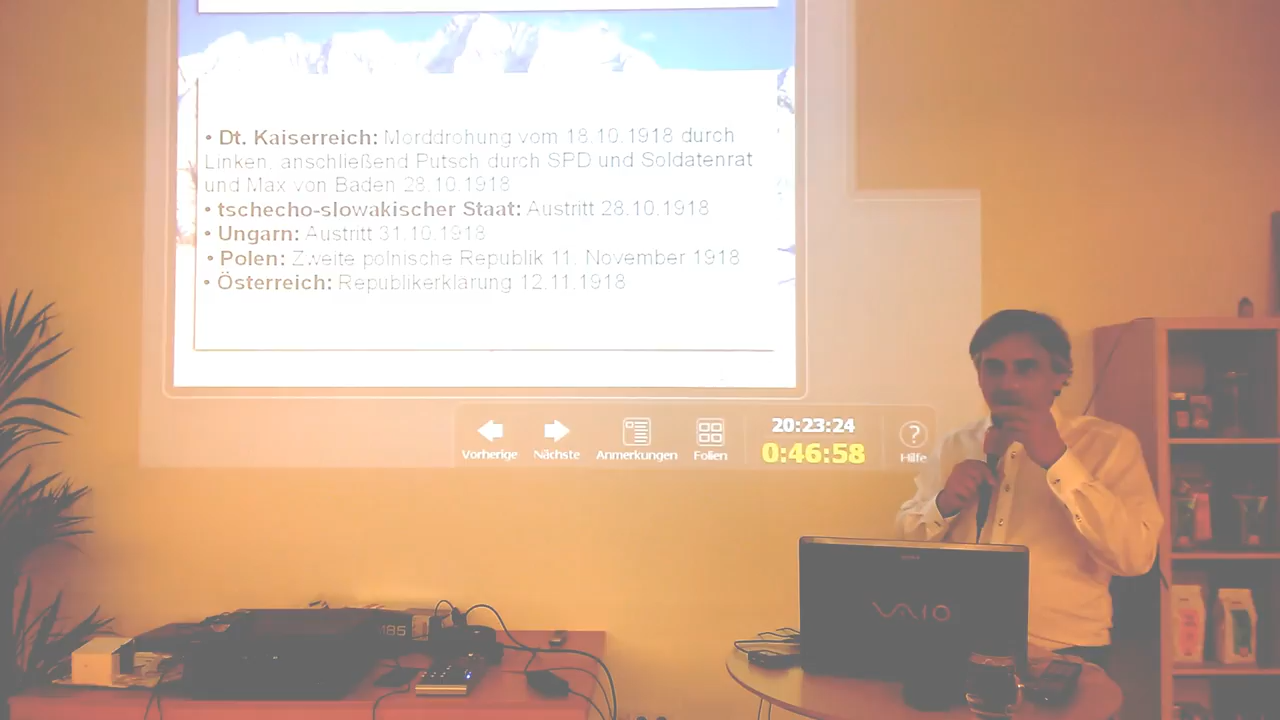 • Dt. Kaiserreich: Morddrohung vom 18.10.1918 durch
Linken, anschließend Putsch durch SPD und Soldatenrat
und Max von Baden 28.10.1918
• tschecho-slowakischer Staat: Austritt 28.10.1918
• Ungarn: Austritt 31.10.1918
• Polen: Zweite polnische Republik 11. November 1918
• Österreich: Republikerklärung 12.11.1918
20:23:24
Vorherige Nächste Anmerkungen Folien 0:46:58 Hilfe
VAIO